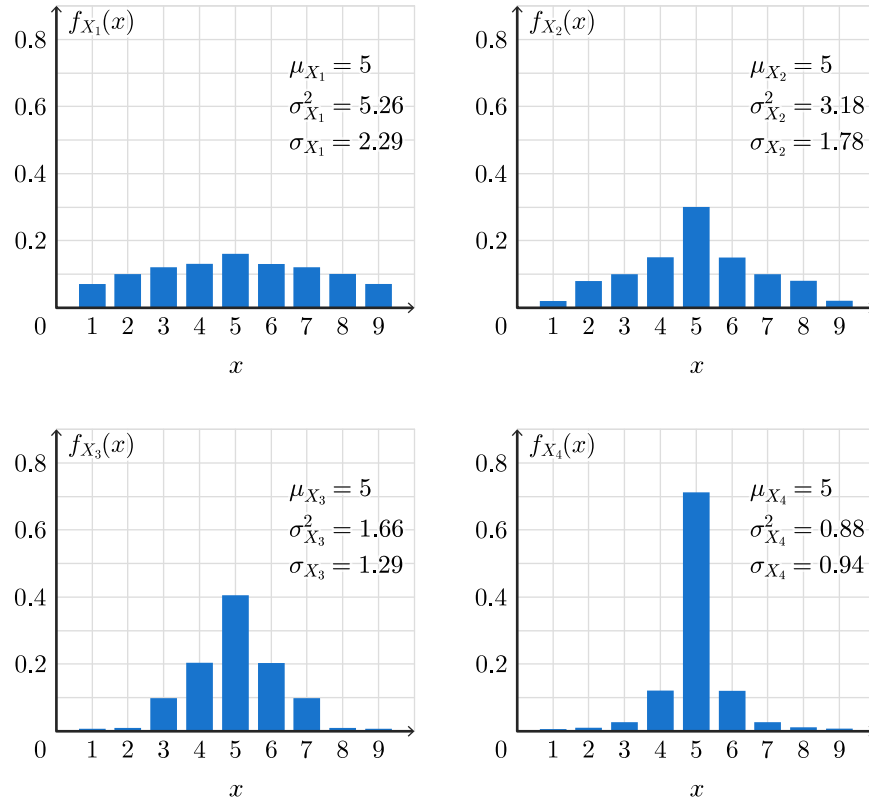 f_{X_1}(x)
μ_{X_1} = 5
σ²_{X_1} = 5.26
σ_{X_1} = 2.29
0.8
0.6
0.4
0.2
0
1 2 3 4 5 6 7 8 9
x
f_{X_2}(x)
μ_{X_2} = 5
σ²_{X_2} = 3.18
σ_{X_2} = 1.78
0.8
0.6
0.4
0.2
0
1 2 3 4 5 6 7 8 9
x
f_{X_3}(x)
μ_{X_3} = 5
σ²_{X_3} = 1.66
σ_{X_3} = 1.29
0.8
0.6
0.4
0.2
0
1 2 3 4 5 6 7 8 9
x
f_{X_4}(x)
μ_{X_4} = 5
σ²_{X_4} = 0.88
σ_{X_4} = 0.94
0.8
0.6
0.4
0.2
0
1 2 3 4 5 6 7 8 9
x